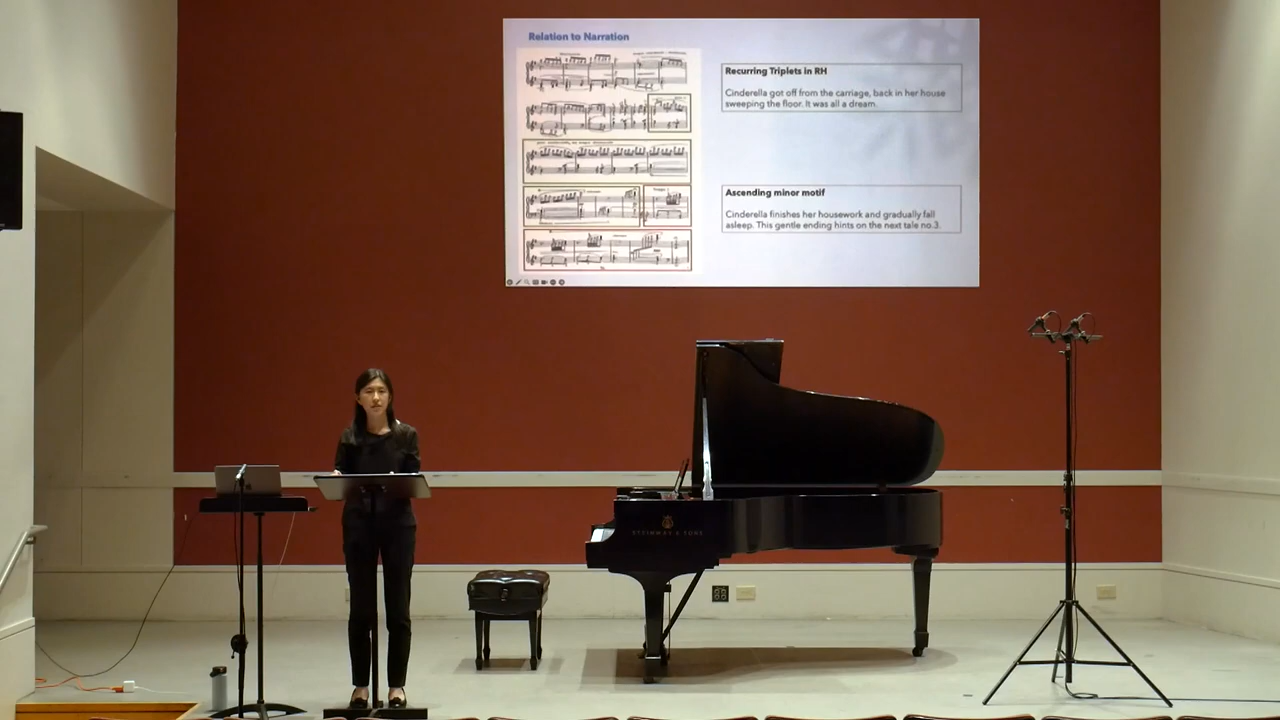 Relation to Narration
Recurring Triplets in RH
Cinderella got off from the carriage, back in her house
sweeping the floor. It was all a dream.
Ascending minor motif
Cinderella finishes her housework and gradually fall
asleep. This gentle ending hints on the next tale no.3.
STEINWAY & SONS